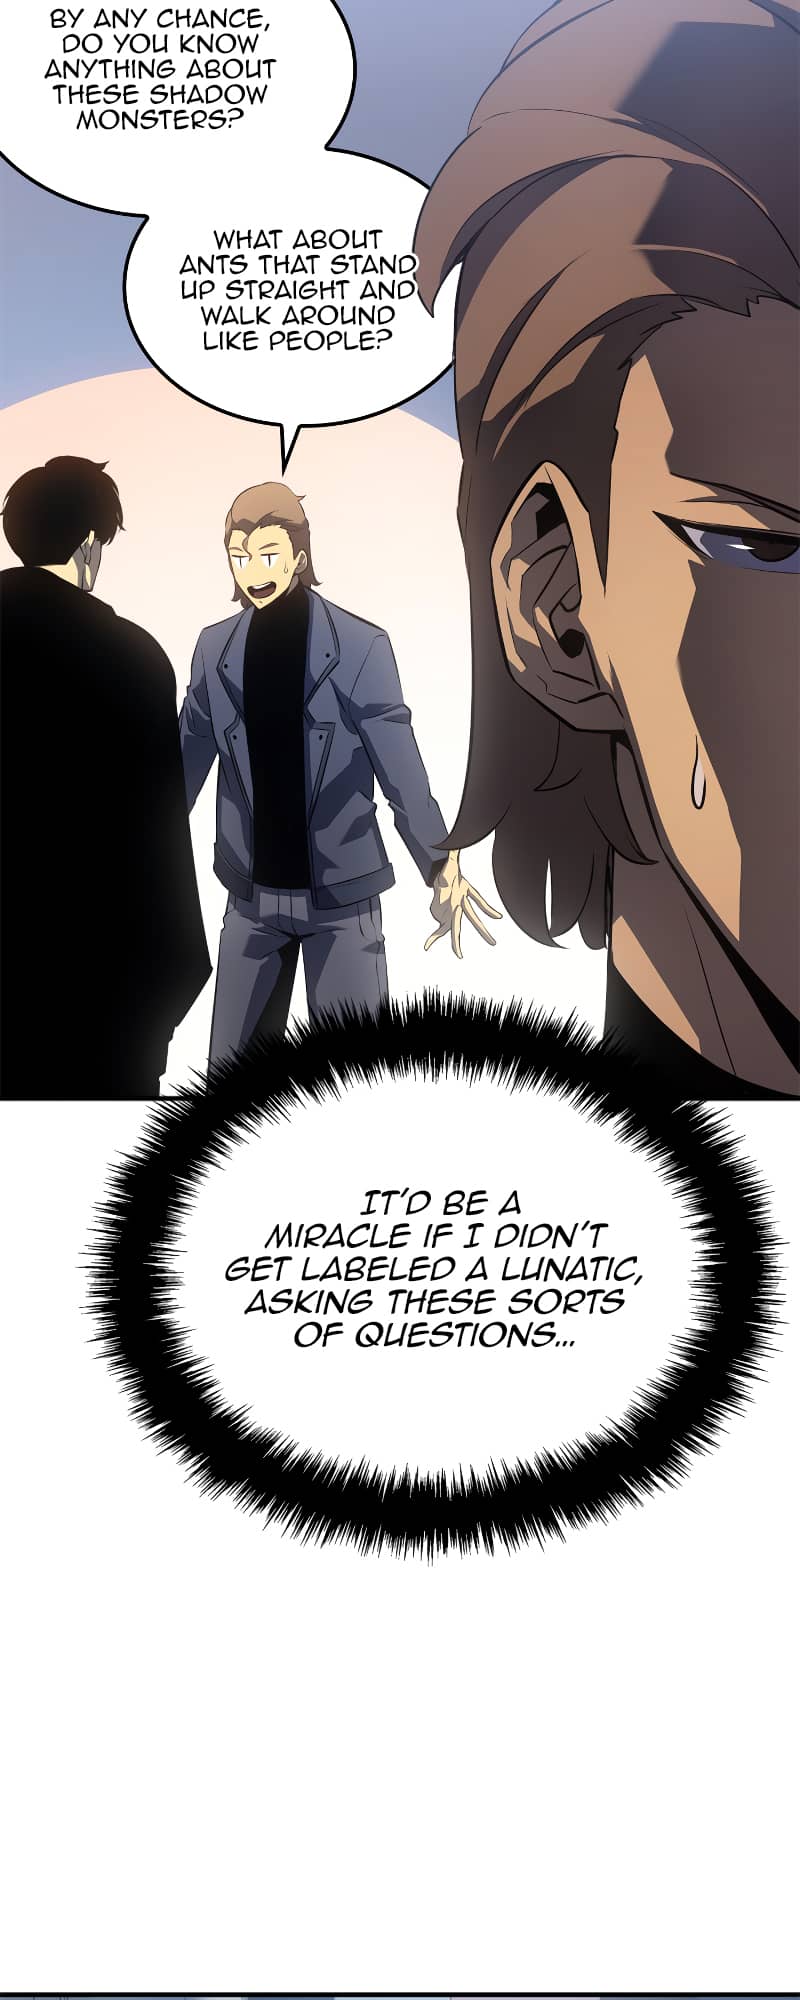 BY ANY CHANCE,
DO YOU KNOW
ANYTHING ABOUT
THESE SHADOW
MONSTERS?
WHAT ABOUT
ANTS THAT STAND
UP STRAIGHT AND
WALK AROUND
LIKE PEOPLE?
IT'D BE A
MIRACLE IF I DIDN'T
GET LABELED A LUNATIC,
ASKING THESE SORTS
OF QUESTIONS...